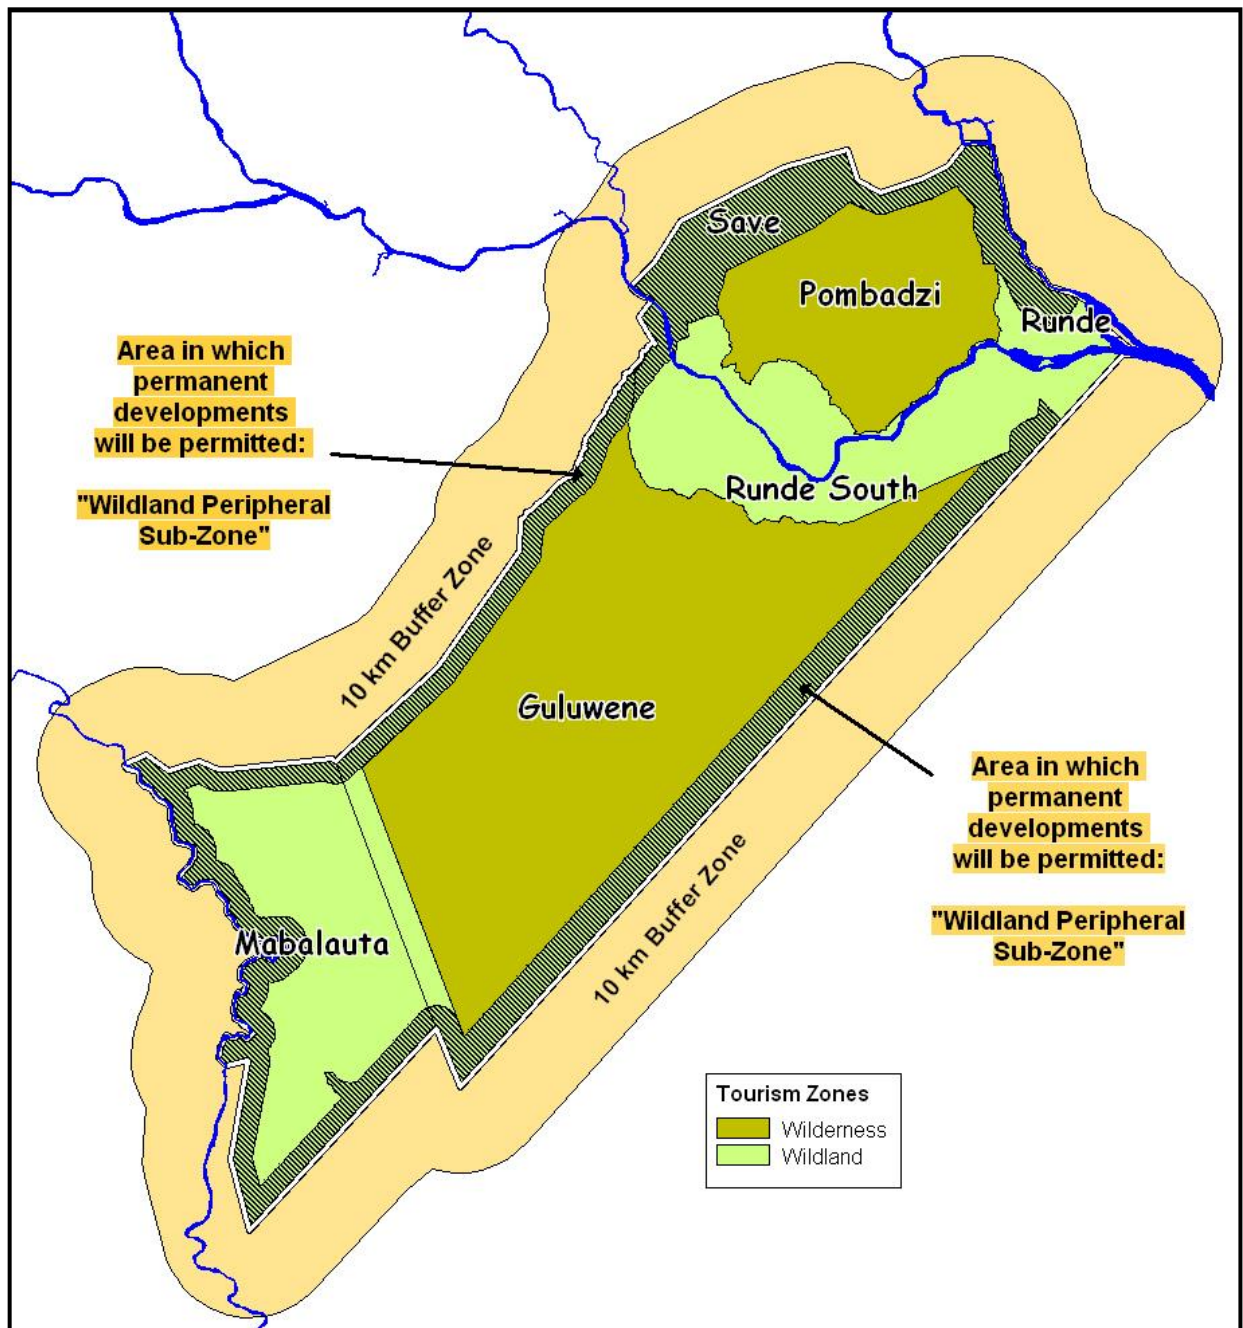 Save
Pombadzi
Runde
Area in which
permanent
developments
will be permitted:
"Wildland Peripheral
Sub-Zone"
Runde South
10 km Buffer Zone
Guluwene
Area in which
permanent
developments
will be permitted:
"Wildland Peripheral
Sub-Zone"
10 km Buffer Zone
Mabalauta
Tourism Zones
Wilderness
Wildland